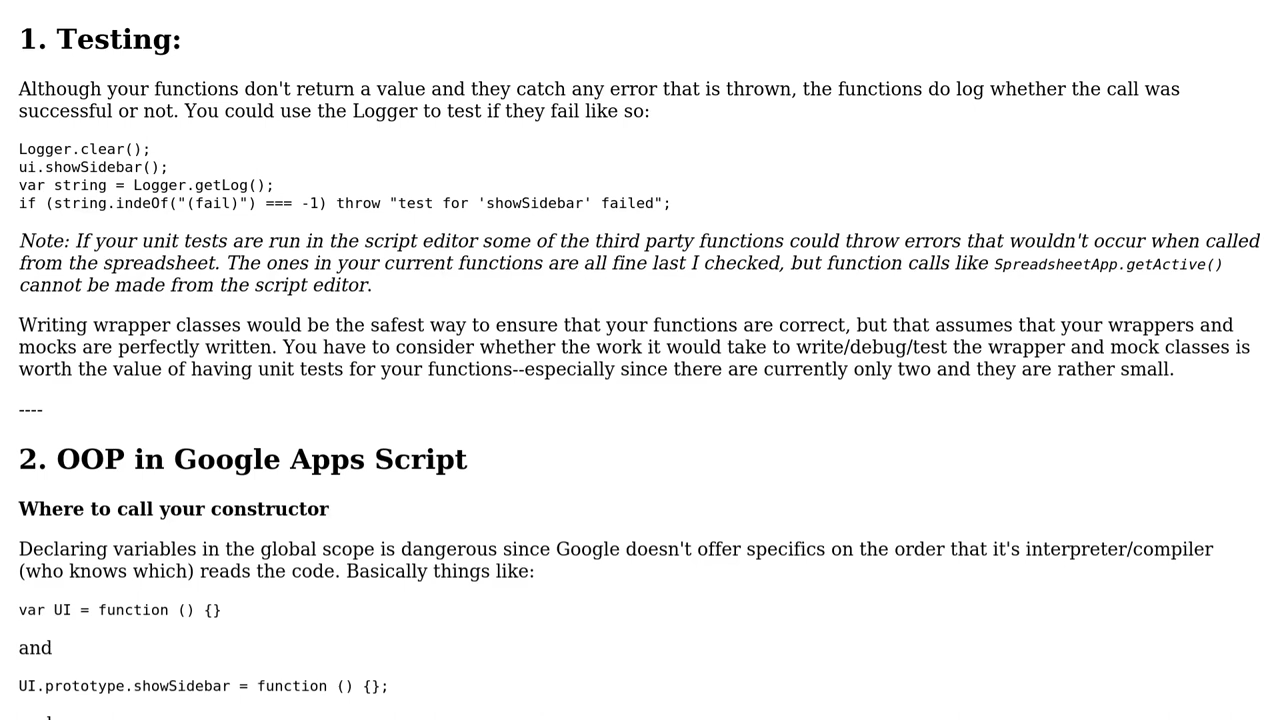 1. Testing:
Although your functions don't return a value and they catch any error that is thrown, the functions do log whether the call was
successful or not. You could use the Logger to test if they fail like so:
Logger.clear();
ui.showSidebar();
var string = Logger.getLog();
if (string.indeOf("(fail)") === -1) throw "test for 'showSidebar' failed";
Note: If your unit tests are run in the script editor some of the third party functions could throw errors that wouldn't occur when called
from the spreadsheet. The ones in your current functions are all fine last I checked, but function calls like SpreadsheetApp.getActive()
cannot be made from the script editor.
Writing wrapper classes would be the safest way to ensure that your functions are correct, but that assumes that your wrappers and
mocks are perfectly written. You have to consider whether the work it would take to write/debug/test the wrapper and mock classes is
worth the value of having unit tests for your functions--especially since there are currently only two and they are rather small.
----
2. OOP in Google Apps Script
Where to call your constructor
Declaring variables in the global scope is dangerous since Google doesn't offer specifics on the order that it's interpreter/compiler
(who knows which) reads the code. Basically things like:
var UI = function () {}
and
UI.prototype.showSidebar = function () {};